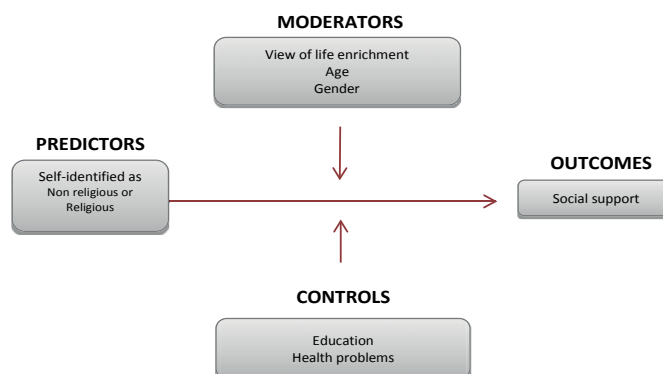 MODERATORS
View of life enrichment
Age
Gender
PREDICTORS
Self-identified as
Non religious or
Religious
OUTCOMES
Social support
CONTROLS
Education
Health problems